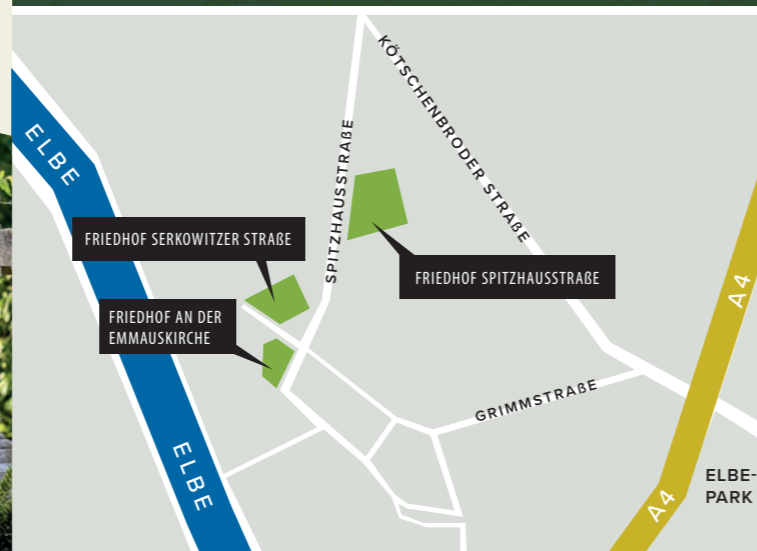 KÖTSCHENBRODER STRAßE
ELBE
SPITZHAUSSTRAßE
FRIEDHOF SERKOWITZER STRAßE
FRIEDHOF SPITZHAUSSTRAßE
A4
FRIEDHOF AN DER
EMMAUSKIRCHE
GRIMMSTRAßE
ELBE
ELBE-
PARK
A4